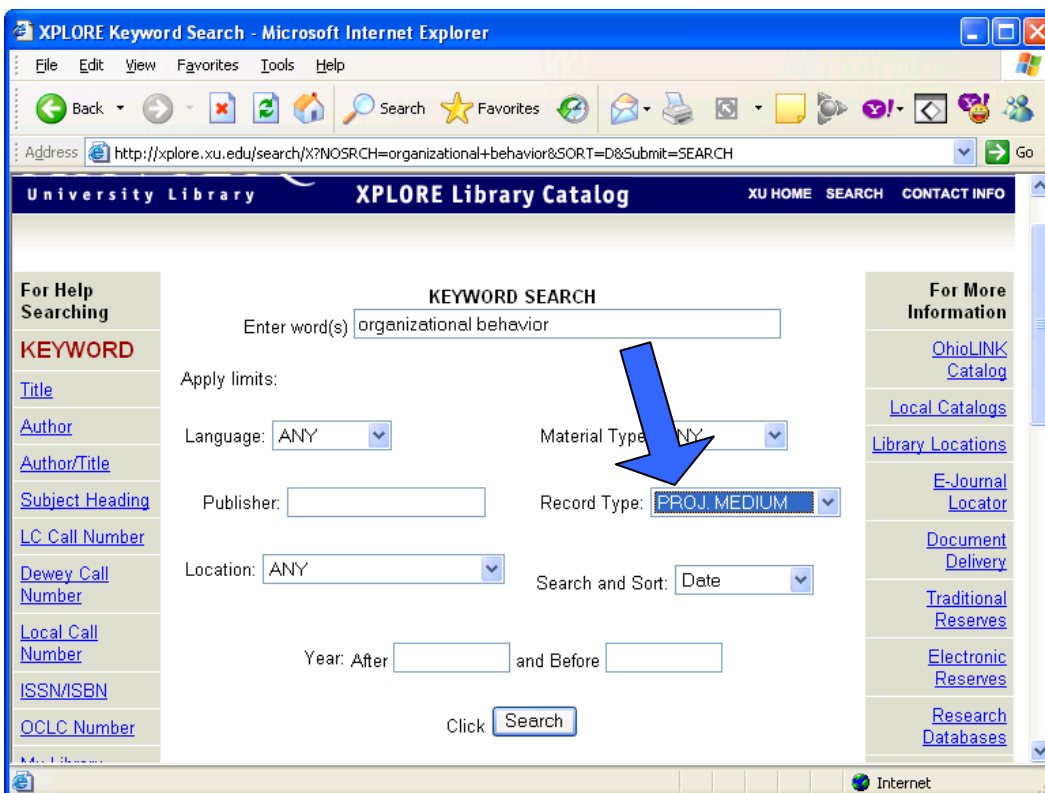 XPLORE Keyword Search - Microsoft Internet Explorer
File Edit View Favorites Tools Help
Back Search Favorites
Address http://xplore.xu.edu/search/X?NOSRCH=organizational+behavior&SORT=D&Submit=SEARCH Go
University Library XPLORE Library Catalog XU HOME SEARCH CONTACT INFO
For Help
Searching
KEYWORD
Title
Author
Author/Title
Subject Heading
LC Call Number
Dewey Call
Number
Local Call
Number
ISSN/ISBN
OCLC Number
KEYWORD SEARCH
Enter word(s) organizational behavior
Apply limits:
Language: ANY Material Type
Publisher: Record Type: PROJ. MEDIUM
Location: ANY Search and Sort: Date
Year: After and Before
Click Search
For More
Information
OhioLINK
Catalog
Local Catalogs
Library Locations
E-Journal
Locator
Document
Delivery
Traditional
Reserves
Electronic
Reserves
Research
Databases
Internet